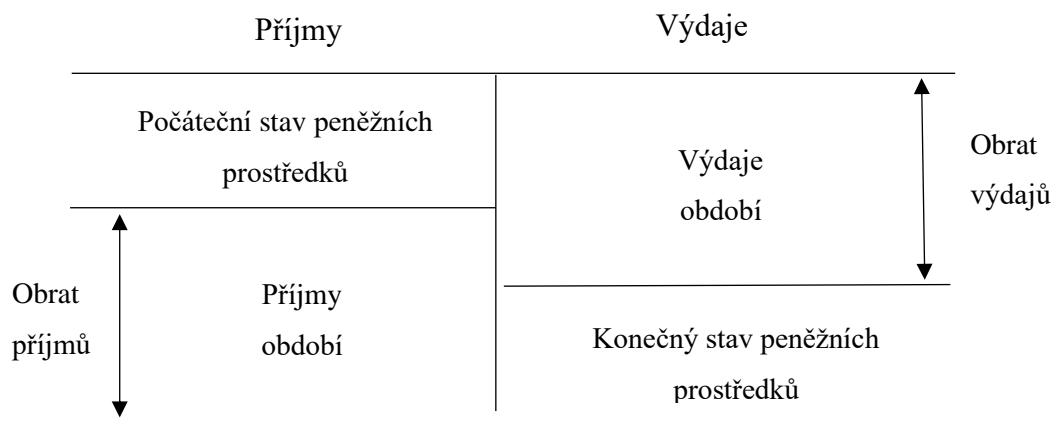 Příjmy
Výdaje
Počáteční stav peněžních
prostředků
Výdaje
období
Obrat
výdajů
Obrat
příjmů
Příjmy
období
Konečný stav peněžních
prostředků